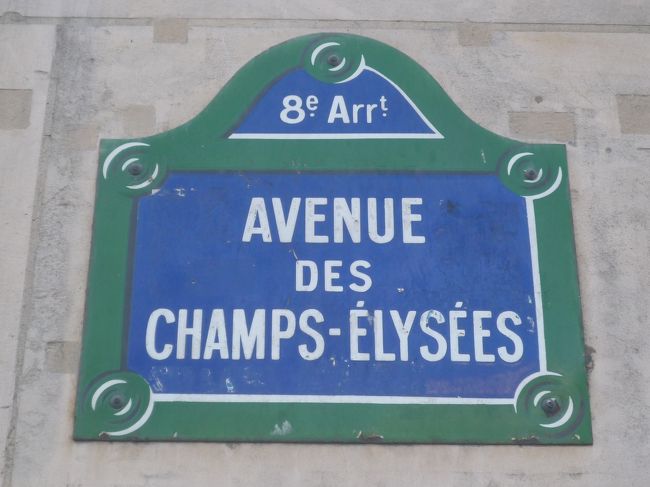 8e Arrt
AVENUE
DES
CHAMPS-ÉLYSÉES